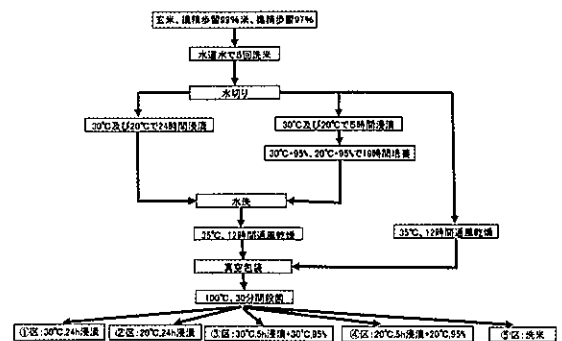 玄米、搗精歩留99%米、搗精歩留97%
水道水で5回洗米
水切り
30℃及び20℃で24時間浸漬
30℃及び20℃で5時間浸漬
30℃+95%、20℃+95%で19時間培養
水洗
35℃、12時間通風乾燥
35℃、12時間通風乾燥
真空包装
100℃、30分間殺菌
①区:30℃,24h浸漬
②区:20℃,24h浸漬
③区:30℃,5h浸漬+30℃,95%
④区:20℃,5h浸漬+20℃,95%
⑤区:洗米